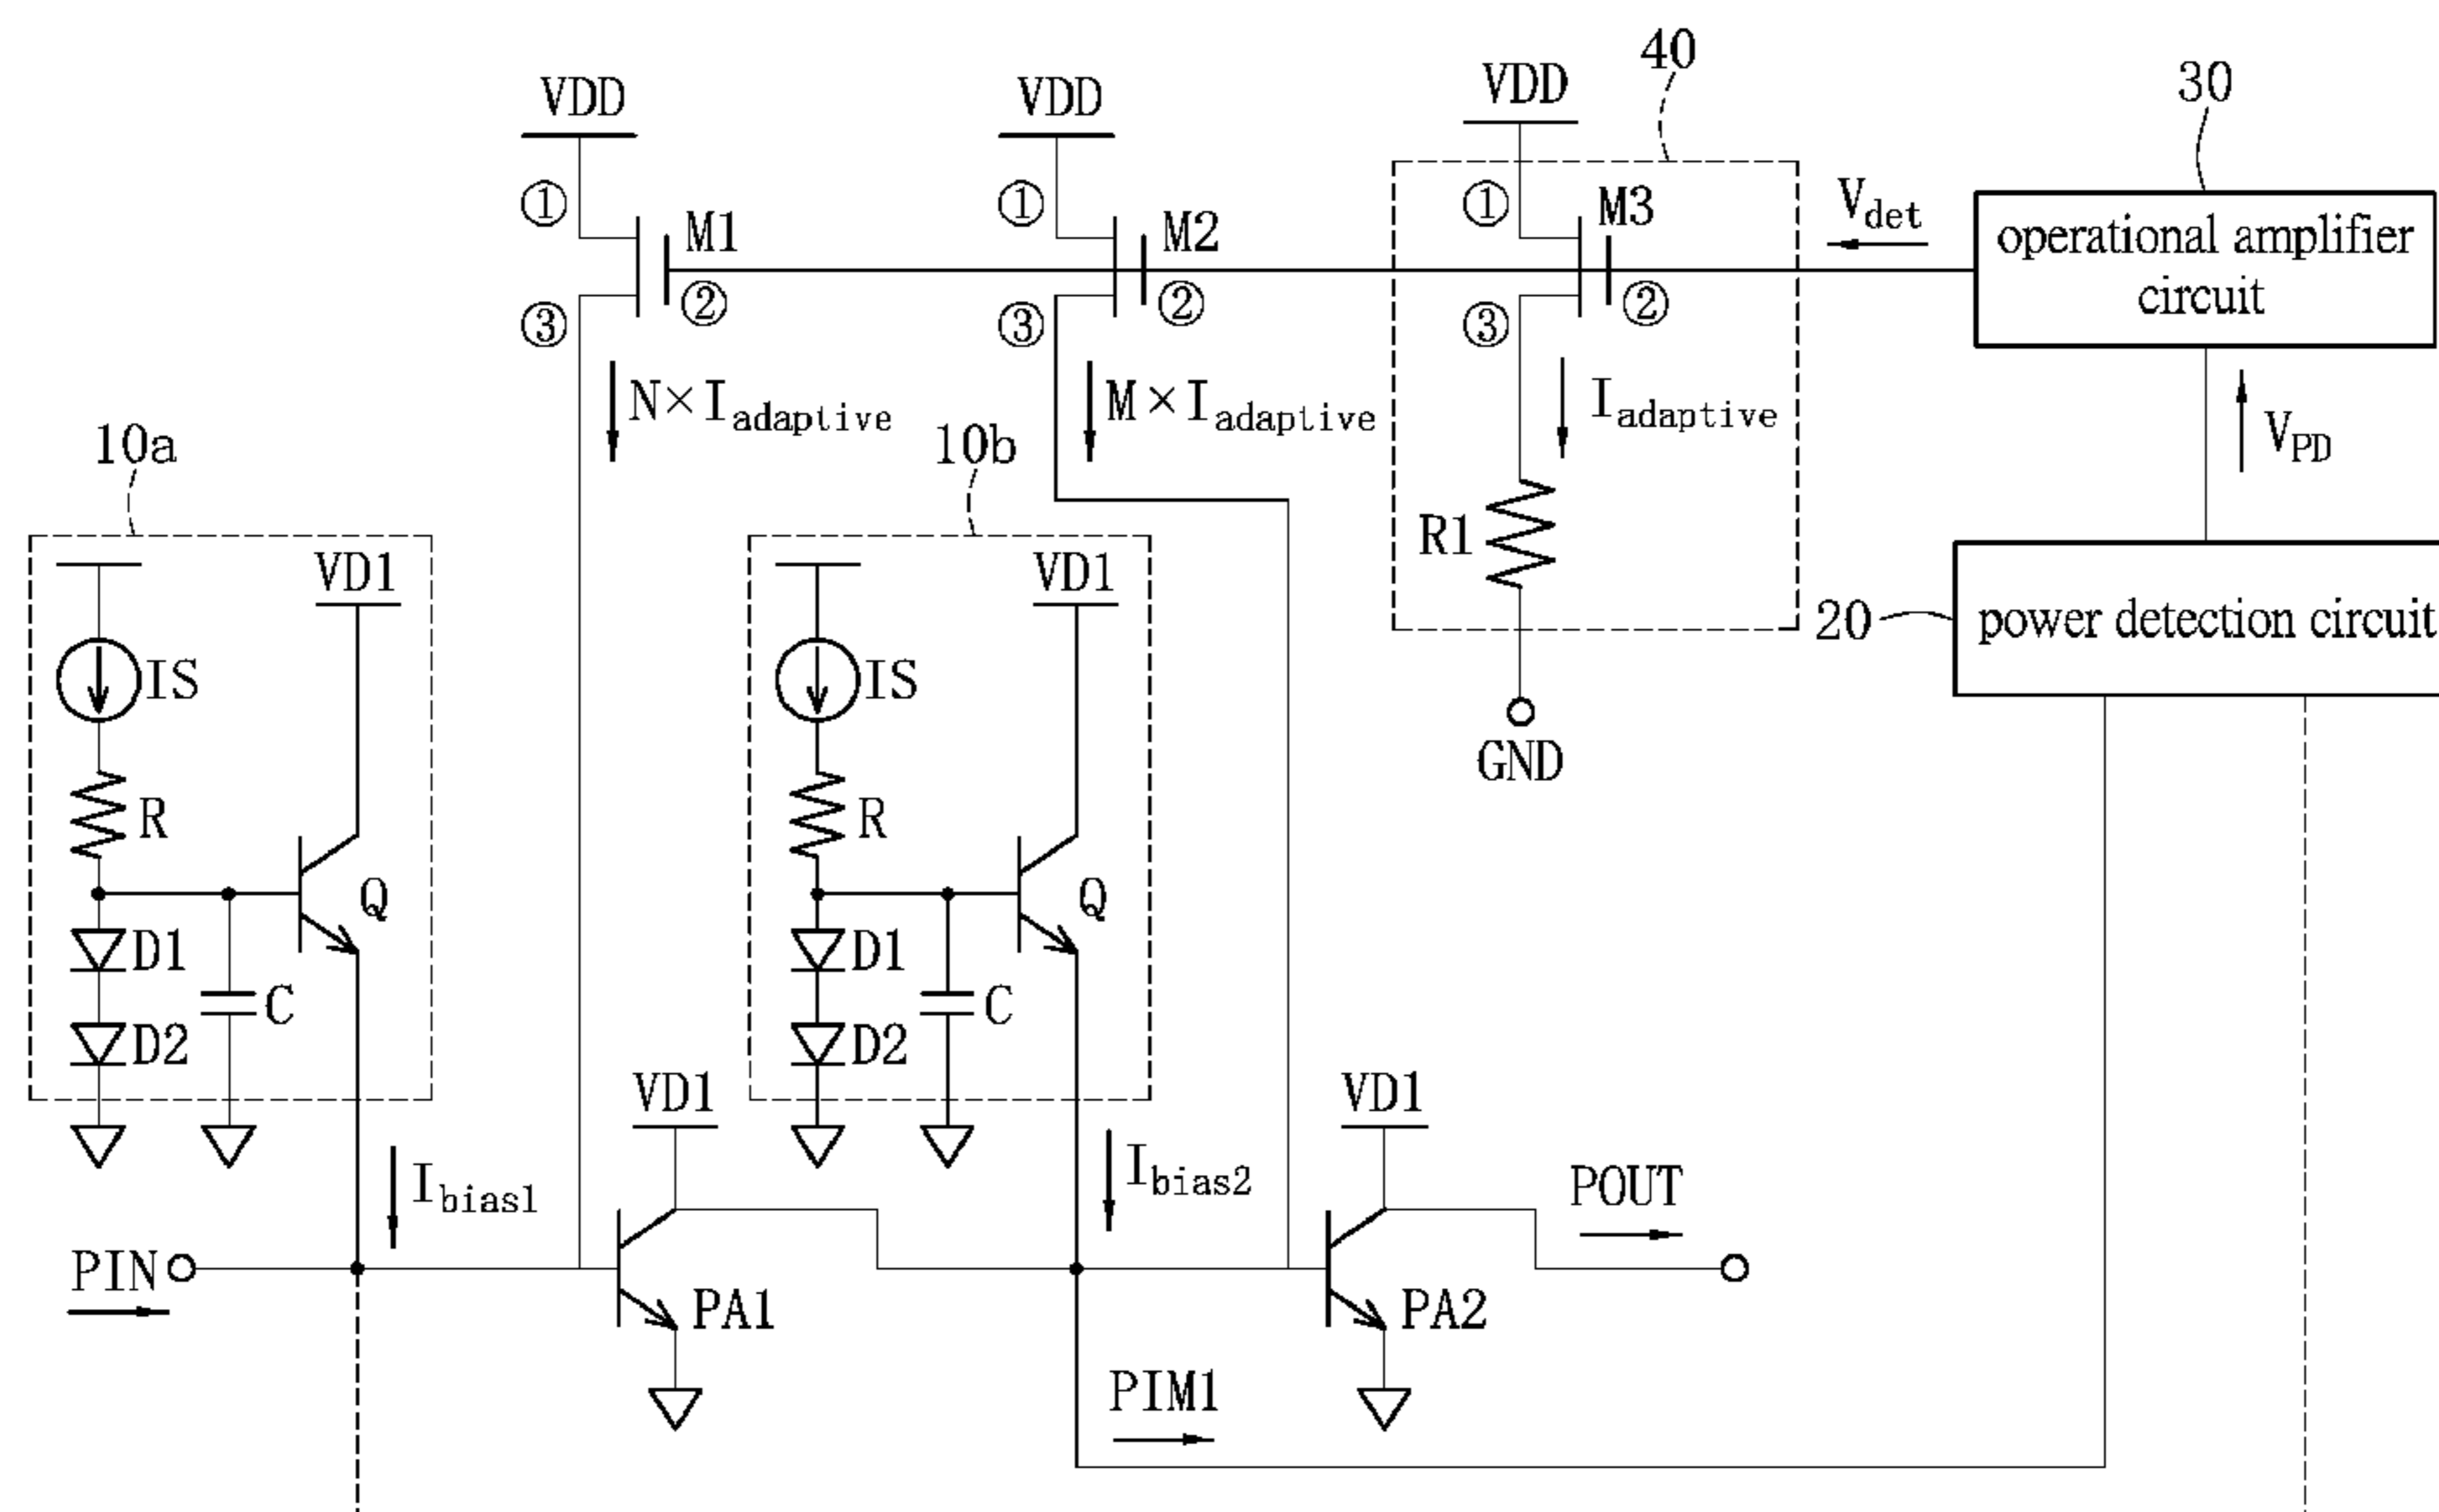 40
VDD
VDD
VDD
30
①
①
①
M1
M2
M3
V_det
operational amplifier
circuit
②
②
②
③
③
③
N×I_adaptive
M×I_adaptive
I_adaptive
V_PD
10a
10b
R1
VD1
VD1
20
power detection circuit
IS
IS
GND
R
R
Q
Q
D1
D1
C
C
D2
D2
VD1
VD1
I_bias1
I_bias2
POUT
PIN
PA1
PA2
PIM1